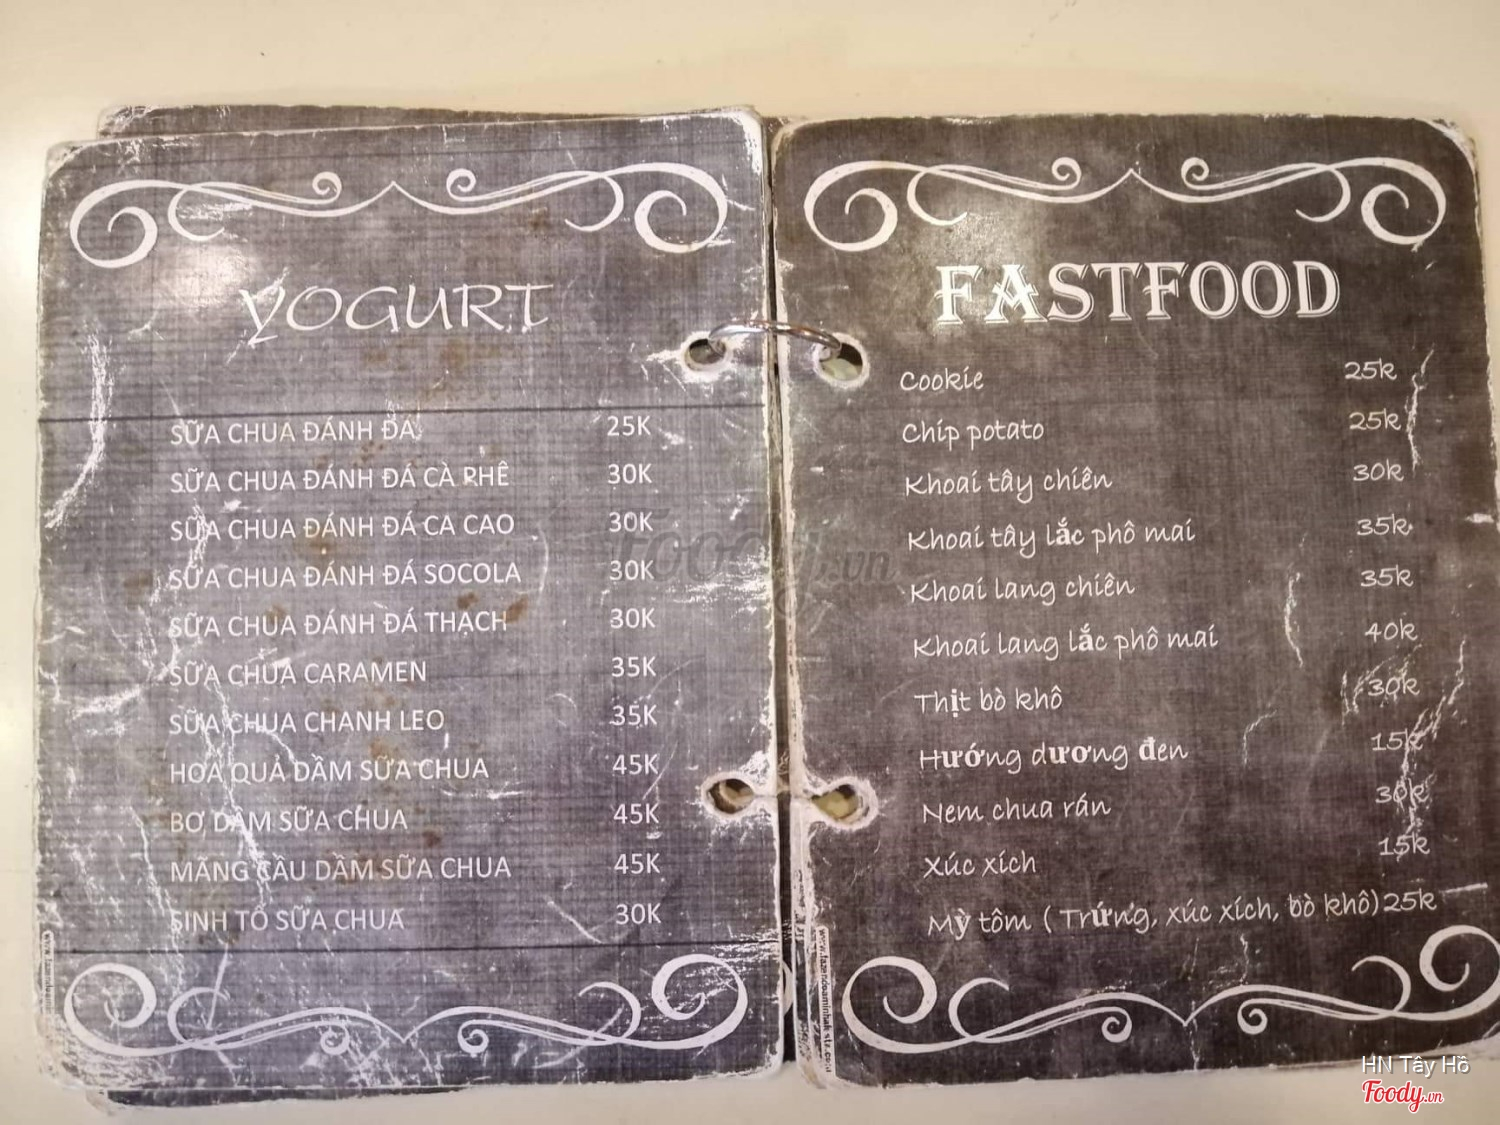 YOGURT
SỮA CHUA ĐÁNH ĐÁ 25K
SỮA CHUA ĐÁNH ĐÁ CÀ PHÊ 30K
SỮA CHUA ĐÁNH ĐÁ CA CAO 30K
SỮA CHUA ĐÁNH ĐÁ SOCOLA 30K
SỮA CHUA ĐÁNH ĐÁ THẠCH 30K
SỮA CHUA CARAMEN 35K
SỮA CHUA CHANH LEO 35K
HOA QUẢ DẦM SỮA CHUA 45K
BƠ DẦM SỮA CHUA 45K
MÃNG CẦU DẦM SỮA CHUA 45K
SINH TỐ SỮA CHUA 30K
FASTFOOD
Cookie 25k
Chip potato 25k
Khoai tây chiên 30k
Khoai tây lắc phô mai 35k
Khoai lang chiên 35k
Khoai lang lắc phô mai 40k
Thịt bò khô 30k
Hướng dương đen 15k
Nem chua rán 30k
Xúc xích 15k
Mỳ tôm ( Trứng, xúc xích, bò khô) 25k
Foody.vn
HN Tây Hồ
Foody.vn